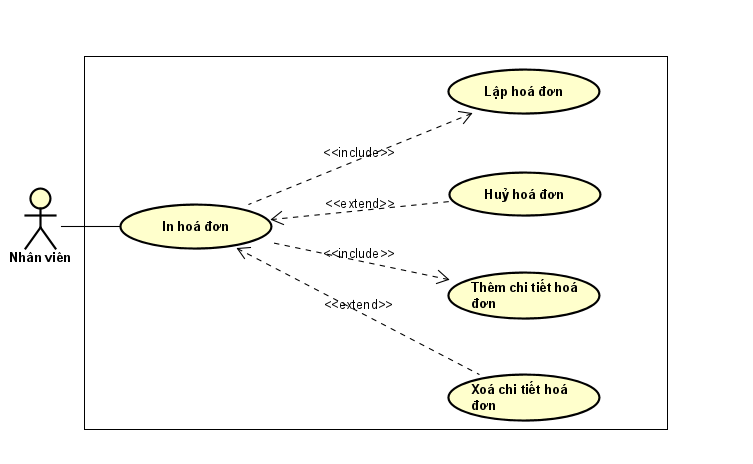 Lập hoá đơn
<<include>>
Huỷ hoá đơn
<<extend>>
In hoá đơn
Nhân viên
<<include>>
Thèm chi tiết hoá
đơn
<<extend>>
Xoá chi tiết hoá
đơn